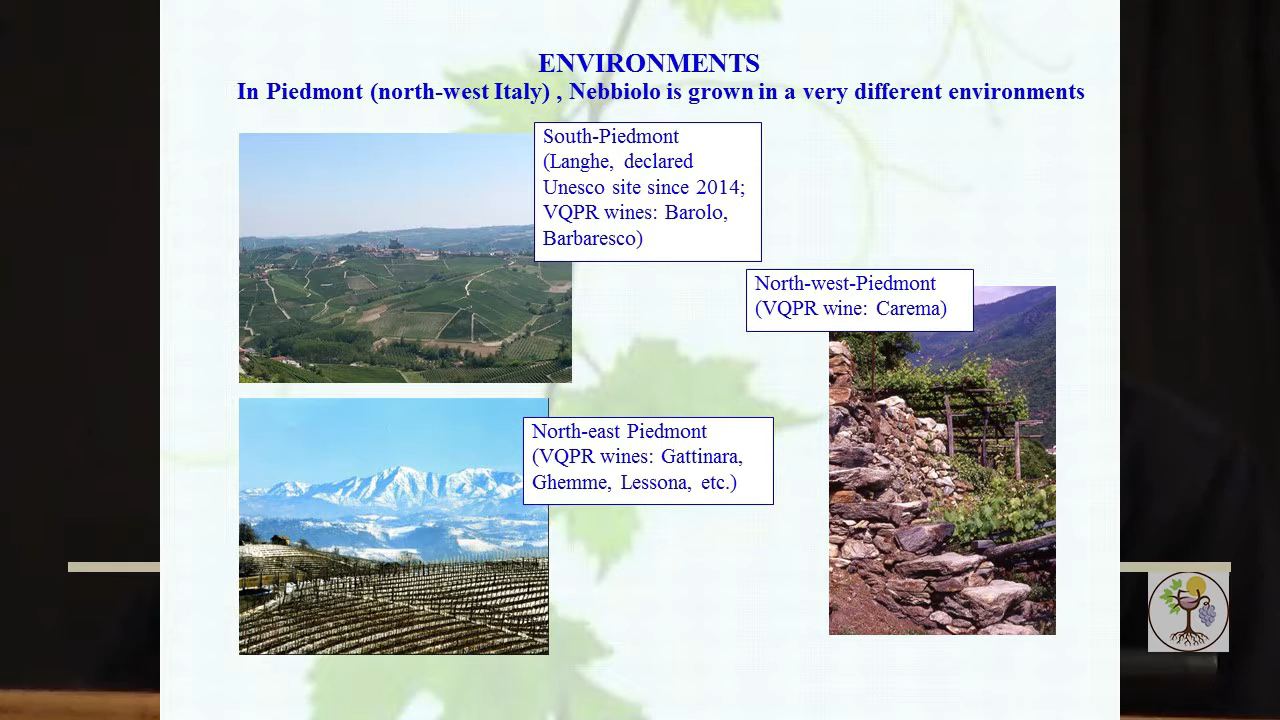 ENVIRONMENTS
In Piedmont (north-west Italy) , Nebbiolo is grown in a very different environments
South-Piedmont
(Langhe, declared
Unesco site since 2014;
VQPR wines: Barolo,
Barbaresco)
North-west-Piedmont
(VQPR wine: Carema)
North-east Piedmont
(VQPR wines: Gattinara,
Ghemme, Lessona, etc.)